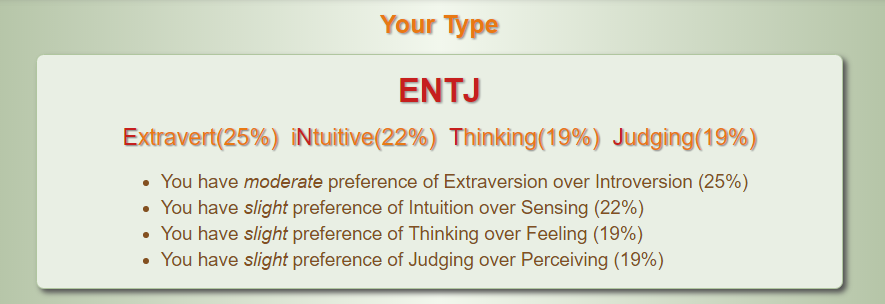 Your Type
ENTJ
Extravert(25%) iNtuitive(22%) Thinking(19%) Judging(19%)
• You have moderate preference of Extraversion over Introversion (25%)
• You have slight preference of Intuition over Sensing (22%)
• You have slight preference of Thinking over Feeling (19%)
• You have slight preference of Judging over Perceiving (19%)